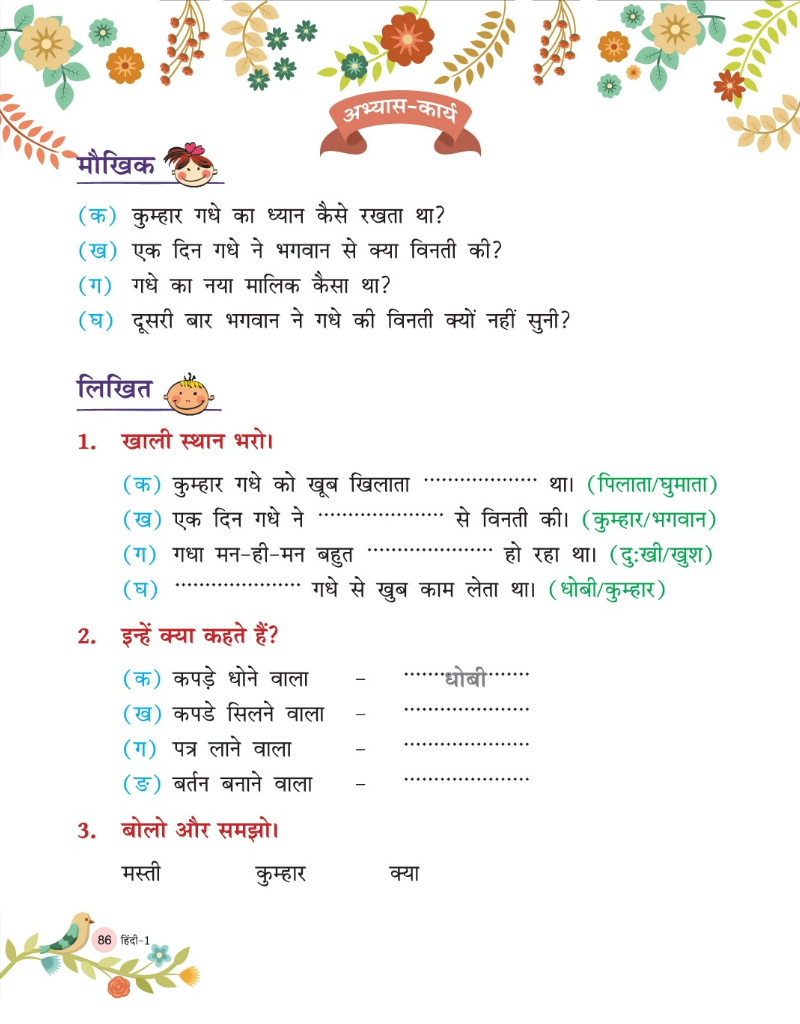 अभ्यास-कार्य
मौखिक
(क) कुम्हार गधे का ध्यान कैसे रखता था?
(ख) एक दिन गधे ने भगवान से क्या विनती की?
(ग) गधे का नया मालिक कैसा था?
(घ) दूसरी बार भगवान ने गधे की विनती क्यों नहीं सुनी?
लिखित
1. खाली स्थान भरो।
(क) कुम्हार गधे को खूब खिलाता ................... था। (पिलाता/घुमाता)
(ख) एक दिन गधे ने ..................... से विनती की। (कुम्हार/भगवान)
(ग) गधा मन-ही-मन बहुत ..................... हो रहा था। (दुःखी/खुश)
(घ) ..................... गधे से खुब काम लेता था। (धोबी/कुम्हार)
2. इन्हें क्या कहते हैं?
(क) कपड़े धोने वाला – .......धोबी.......
(ख) कपडे सिलने वाला – .....................
(ग) पत्र लाने वाला – .....................
(ङ) बर्तन बनाने वाला – .....................
3. बोलो और समझो।
मस्ती कुम्हार क्या
86 हिंदी-1